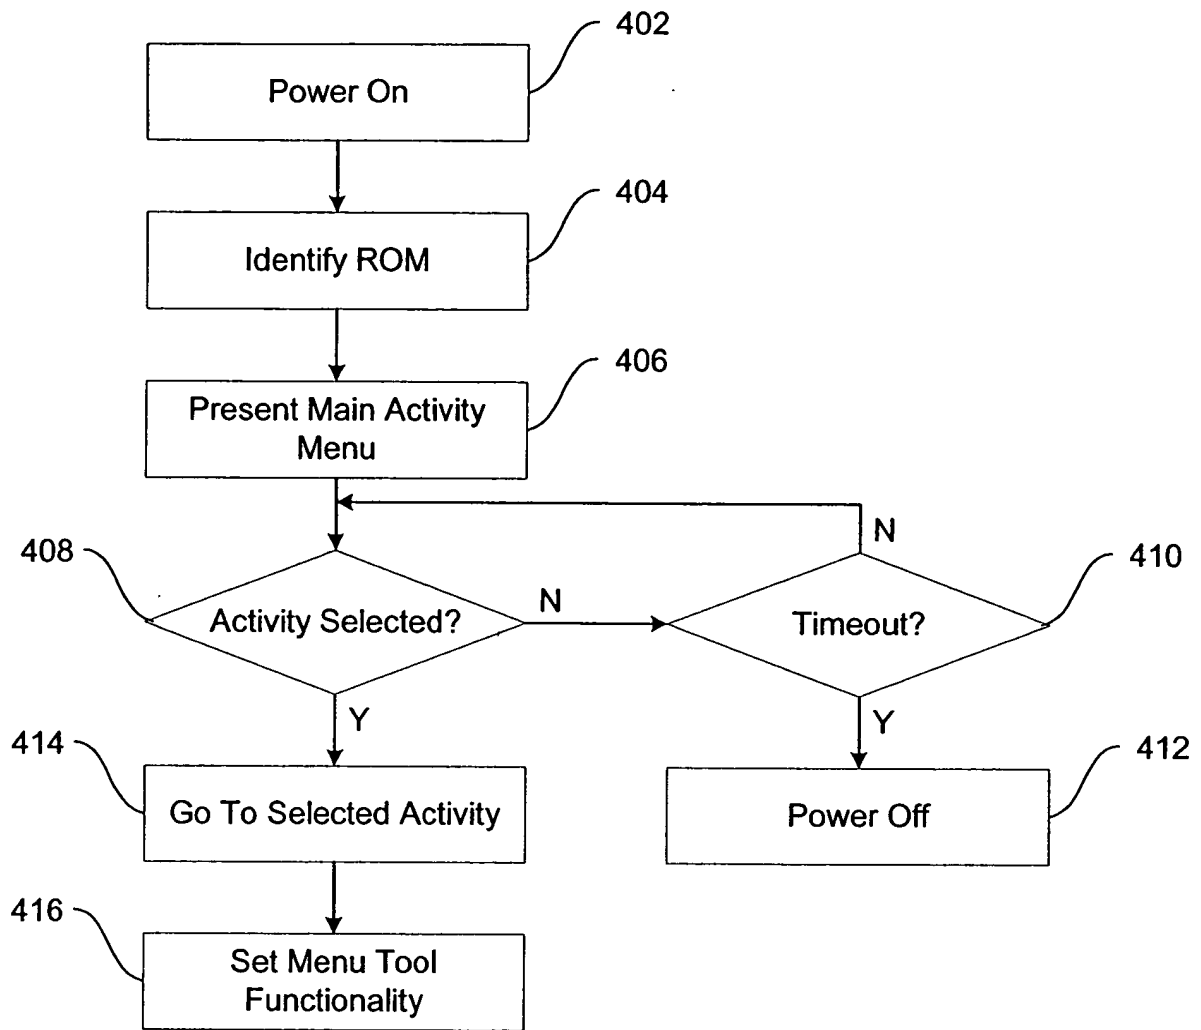 402
Power On
404
Identify ROM
406
Present Main Activity
Menu
N
408
410
Activity Selected?
N
Timeout?
Y
Y
414
412
Go To Selected Activity
Power Off
416
Set Menu Tool
Functionality